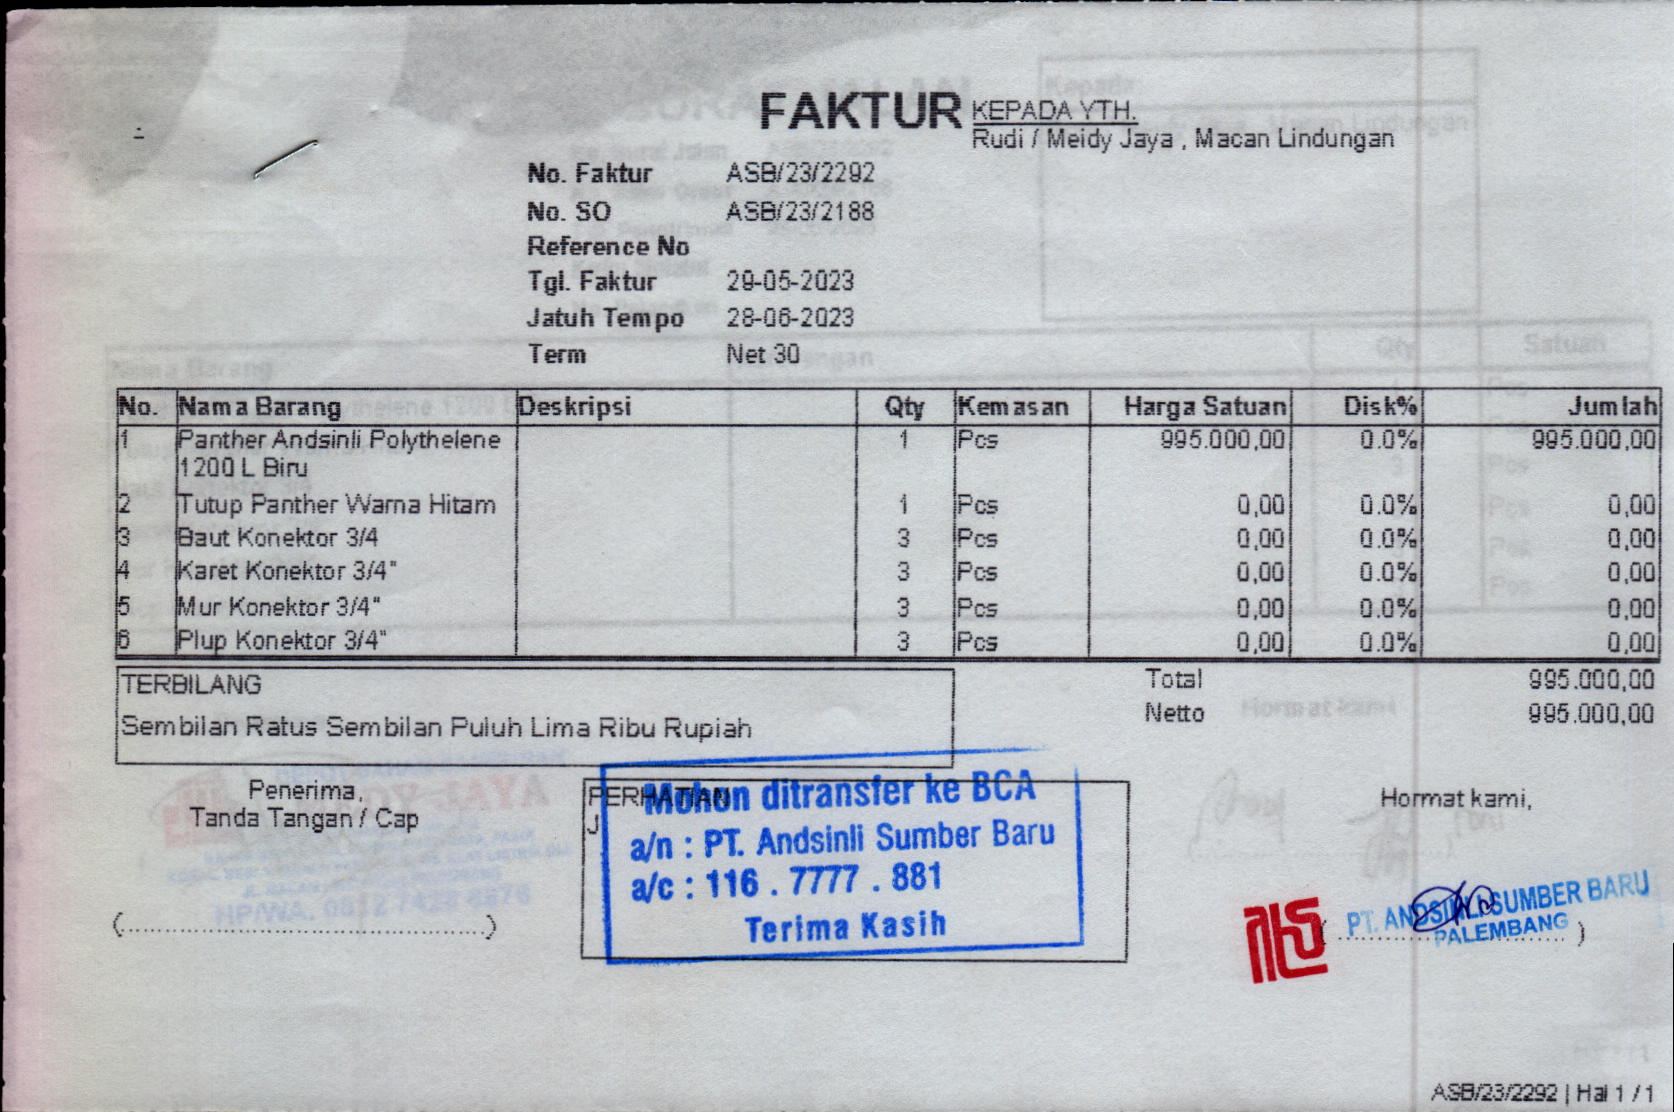 FAKTUR
KEPADA YTH.
Rudi / Meidy Jaya , Macan Lindungan
No. Faktur ASB/23/2292
No. SO ASB/23/2188
Reference No
Tgl. Faktur 29-05-2023
Jatuh Tempo 28-06-2023
Term Net 30
No. Nama Barang Deskripsi Qty Kemasan Harga Satuan Disk% Jumlah
1 Panther Andsinli Polythelene 1 Pcs 995.000,00 0.0% 995.000,00
1200 L Biru
2 Tutup Panther Warna Hitam 1 Pcs 0,00 0.0% 0,00
3 Baut Konektor 3/4 3 Pcs 0,00 0.0% 0,00
4 Karet Konektor 3/4" 3 Pcs 0,00 0.0% 0,00
5 Mur Konektor 3/4" 3 Pcs 0,00 0.0% 0,00
6 Plup Konektor 3/4" 3 Pcs 0,00 0.0% 0,00
TERBILANG
Sembilan Ratus Sembilan Puluh Lima Ribu Rupiah
Total 995.000,00
Netto 995.000,00
Penerima,
Tanda Tangan / Cap
(......................................)
PERHATIAN
Mohon ditransfer ke BCA
a/n : PT. Andsinli Sumber Baru
a/c : 116 . 7777 . 881
Terima Kasih
Hormat kami,
PT. ANDSINLI SUMBER BARU
PALEMBANG
ASB/23/2292 | Hal 1 / 1